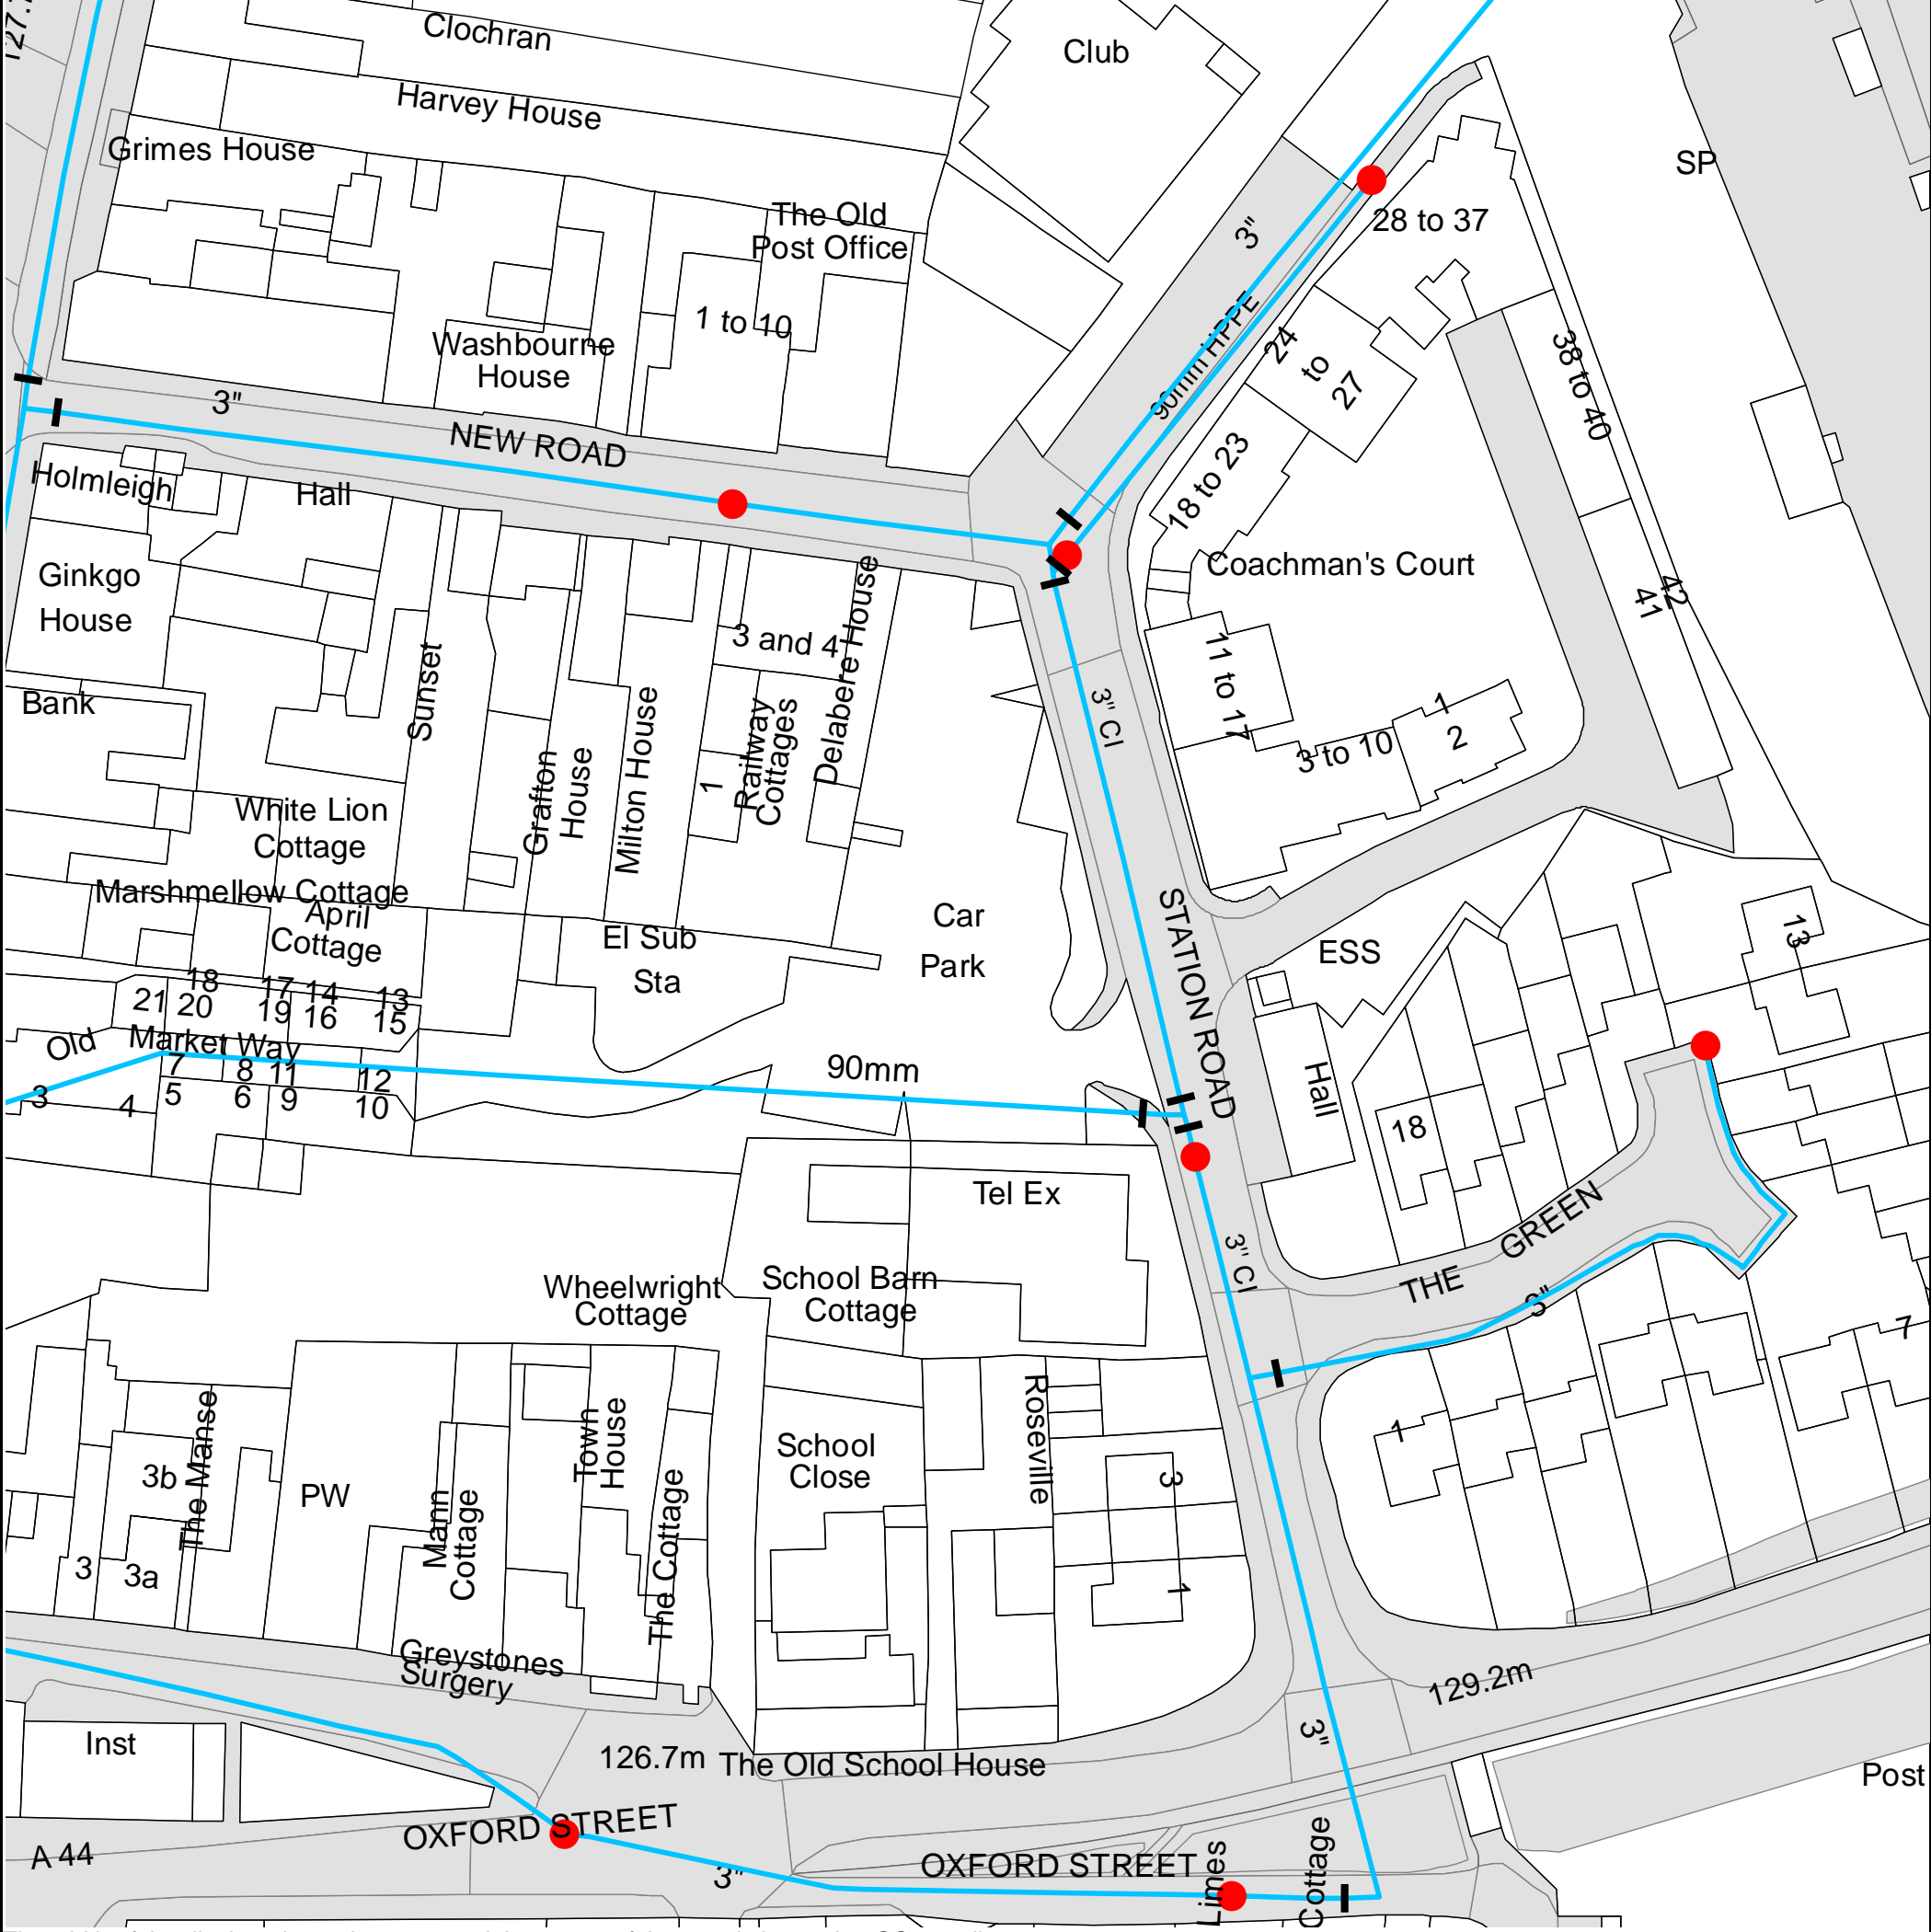 Clochran
Club
Harvey House
Grimes House
SP
The Old
Post Office
28 to 37
3"
1 to 10
90mm HPPE
Washbourne
House
24
to
27
38 to 40
3"
NEW ROAD
18 to 23
Holmleigh
Hall
Coachman's Court
Ginkgo
House
41
42
3 and 4
Delabere House
11 to 17
Bank
Sunset
3" CI
1
2
3 to 10
Grafton
House
Milton House
1
Railway
Cottages
White Lion
Cottage
Marshmellow Cottage
April
Cottage
Car
Park
El Sub
Sta
STATION ROAD
ESS
13
18
17
14
13
21
20
19
16
15
Old
Market Way
7
8
11
12
90mm
3
4
5
6
9
10
Hall
18
Tel Ex
THE GREEN
3" CI
3"
Wheelwright
Cottage
School Barn
Cottage
7
The Manse
Town
House
Roseville
1
School
Close
3b
PW
3
Mann
Cottage
The Cottage
3
3a
1
Greystones
Surgery
129.2m
Inst
126.7m
The Old School House
3"
Post
OXFORD STREET
A 44
3"
OXFORD STREET
Limes
Cottage